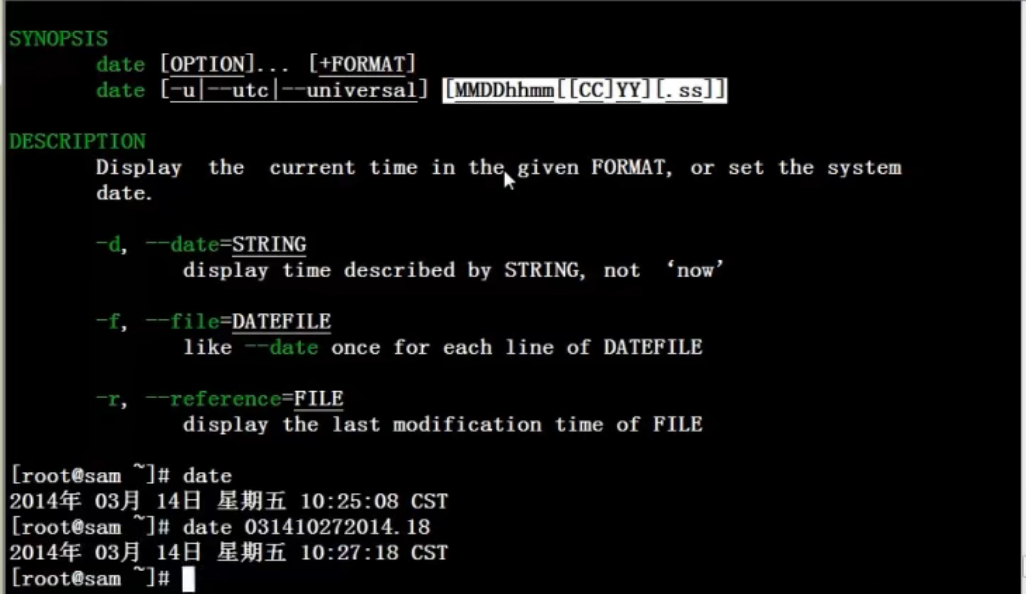 SYNOPSIS
date [OPTION]... [+FORMAT]
date [-u|--utc|--universal] [MMDDhhmm[[CC]YY][.ss]]
DESCRIPTION
Display the current time in the given FORMAT, or set the system
date.
-d, --date=STRING
display time described by STRING, not ‘now’
-f, --file=DATEFILE
like --date once for each line of DATEFILE
-r, --reference=FILE
display the last modification time of FILE
[root@sam ~]# date
2014年 03月 14日 星期五 10:25:08 CST
[root@sam ~]# date 031410272014.18
2014年 03月 14日 星期五 10:27:18 CST
[root@sam ~]#